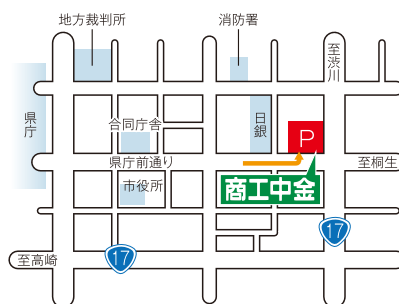 地方裁判所
消防署
至渋川
県庁
合同庁舎
日銀
P
県庁前通り
至桐生
市役所
商工中金
17
17
至高崎